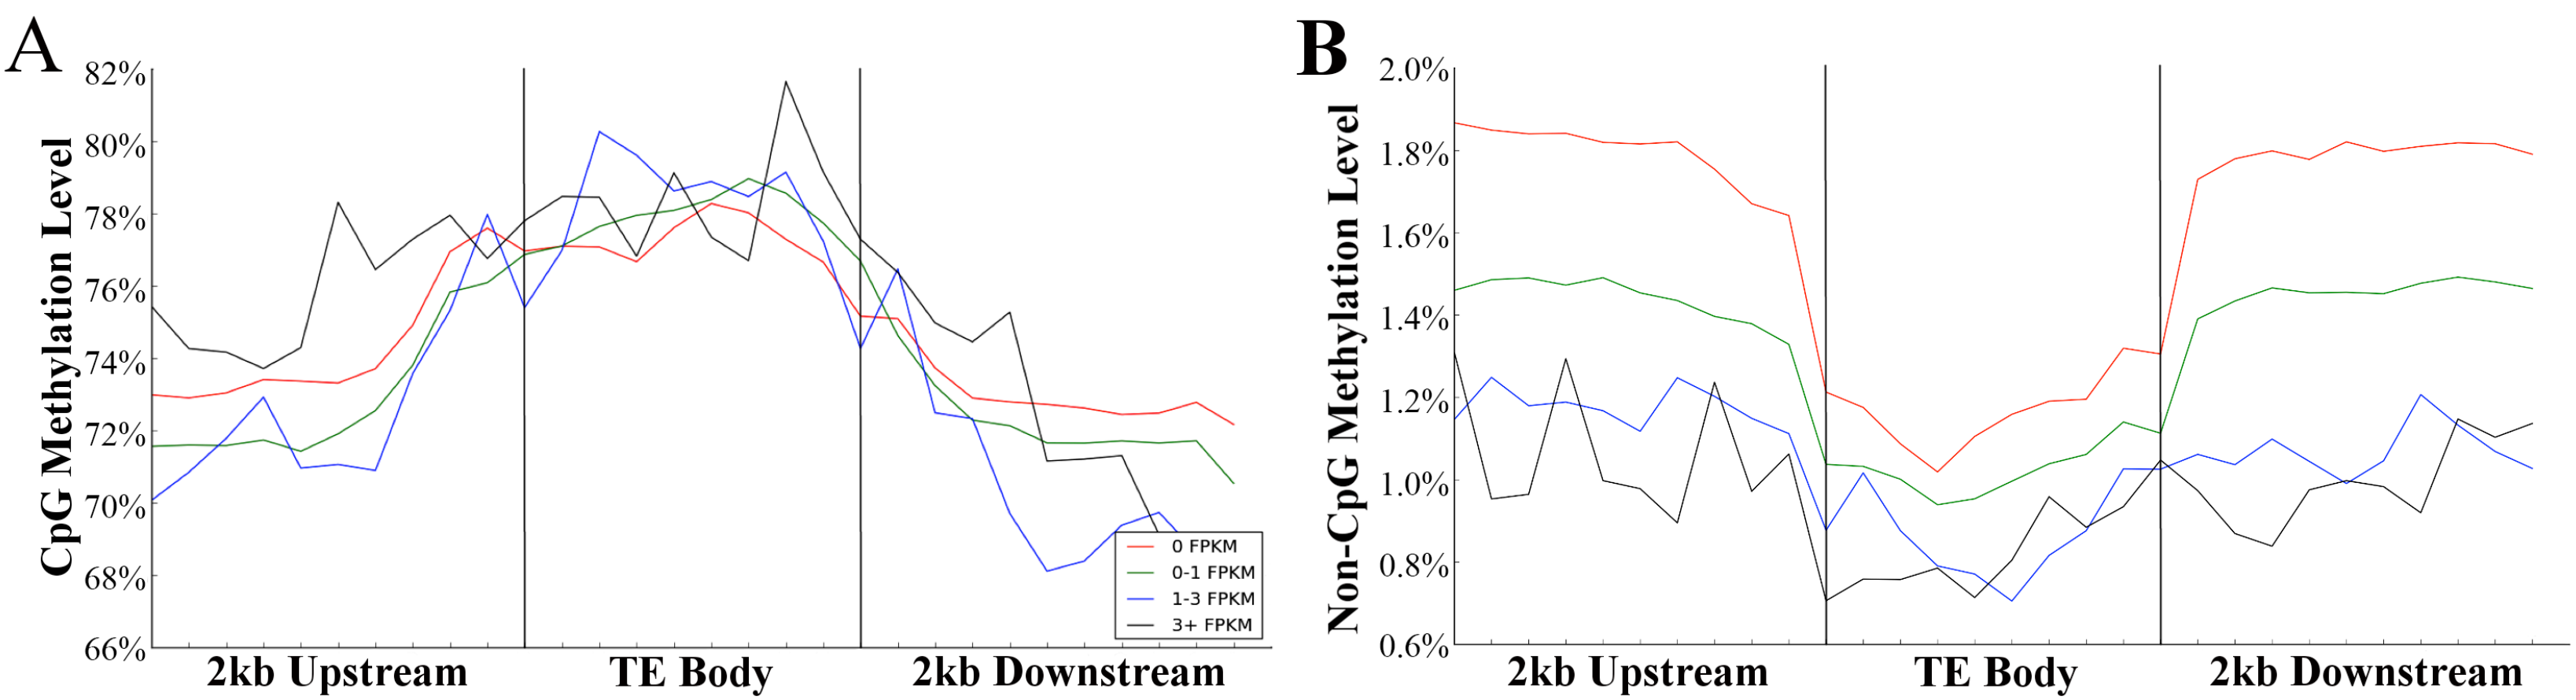 A
CpG Methylation Level
82%
80%
78%
76%
74%
72%
70%
68%
66%
0 FPKM
0-1 FPKM
1-3 FPKM
3+ FPKM
2kb Upstream
TE Body
2kb Downstream
B
Non-CpG Methylation Level
2.0%
1.8%
1.6%
1.4%
1.2%
1.0%
0.8%
0.6%
2kb Upstream
TE Body
2kb Downstream